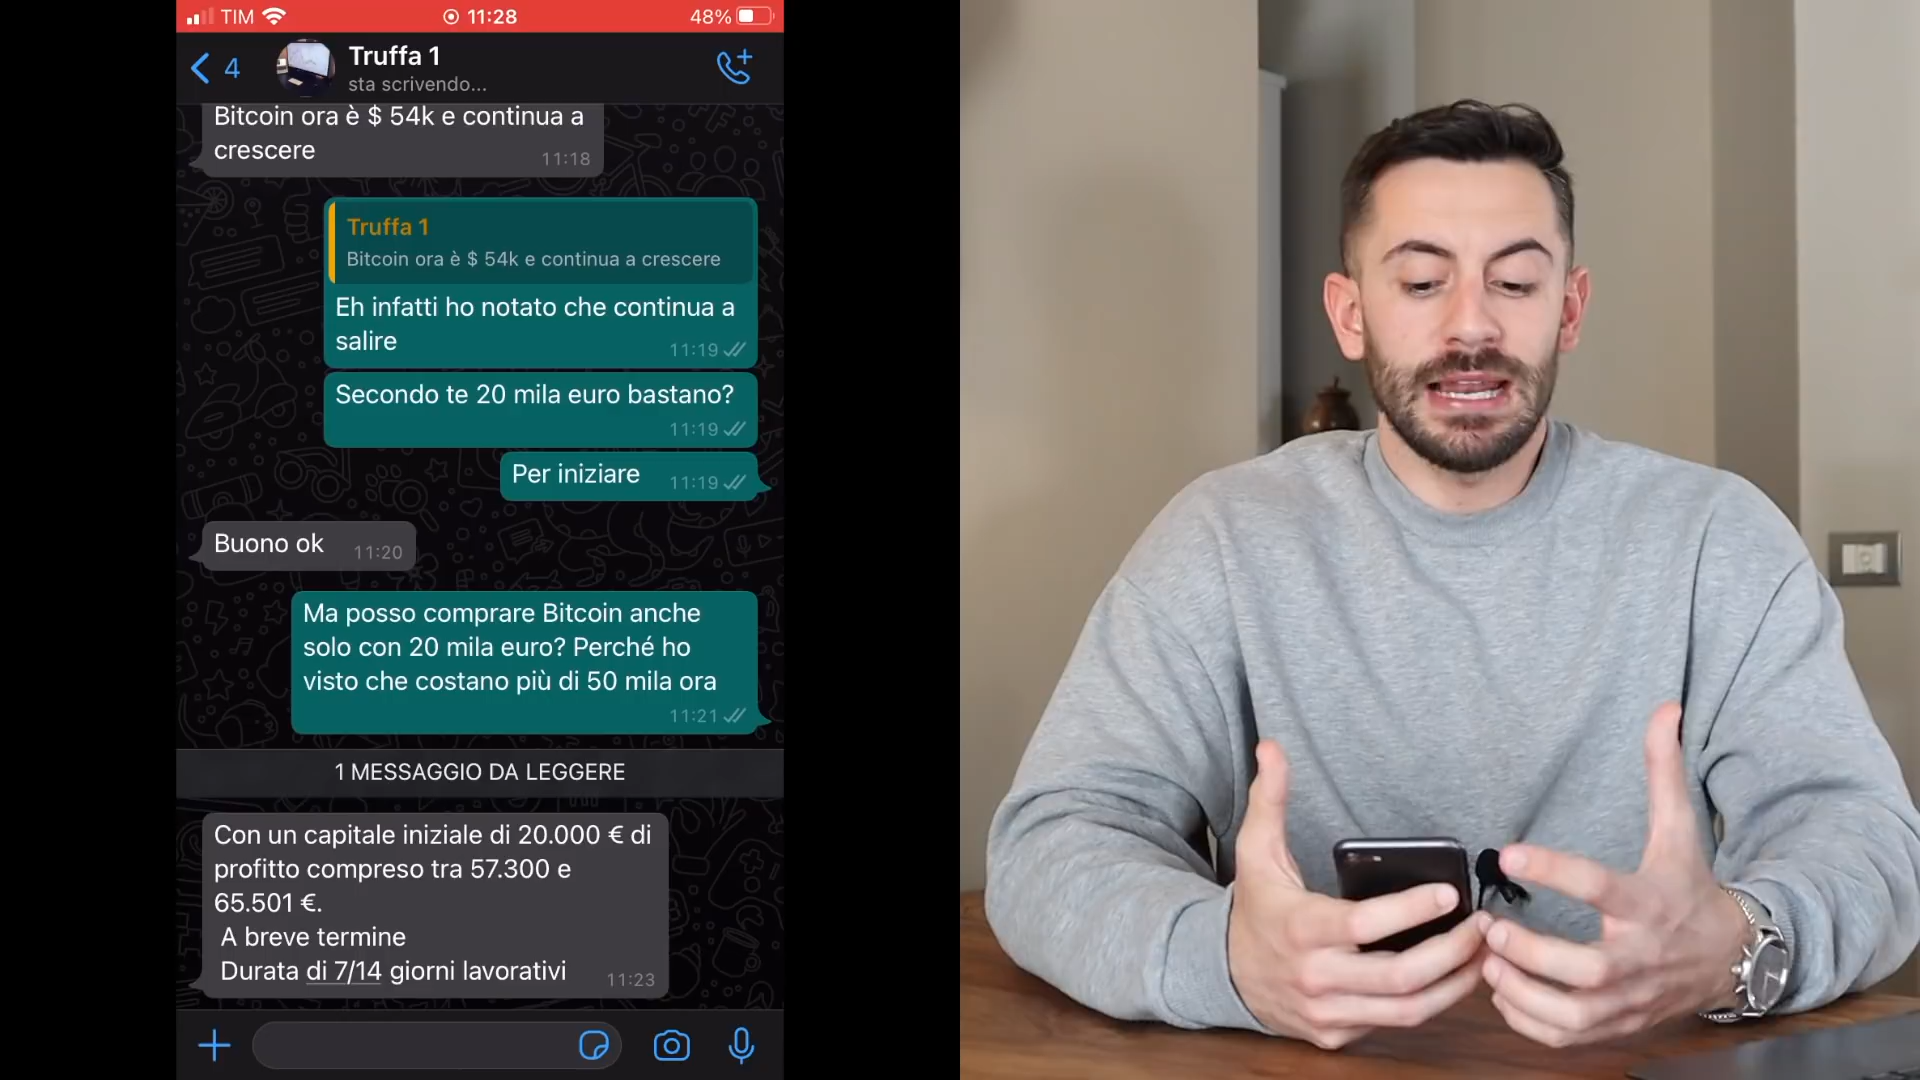 TIM 11:28 48%
4 Truffa 1
sta scrivendo...
Bitcoin ora è $ 54k e continua a
crescere 11:18
Truffa 1
Bitcoin ora è $ 54k e continua a crescere
Eh infatti ho notato che continua a
salire 11:19
Secondo te 20 mila euro bastano?
11:19
Per iniziare 11:19
Buono ok 11:20
Ma posso comprare Bitcoin anche
solo con 20 mila euro? Perché ho
visto che costano più di 50 mila ora
11:21
1 MESSAGGIO DA LEGGERE
Con un capitale iniziale di 20.000 € di
profitto compreso tra 57.300 e
65.501 €.
A breve termine
Durata di 7/14 giorni lavorativi 11:23